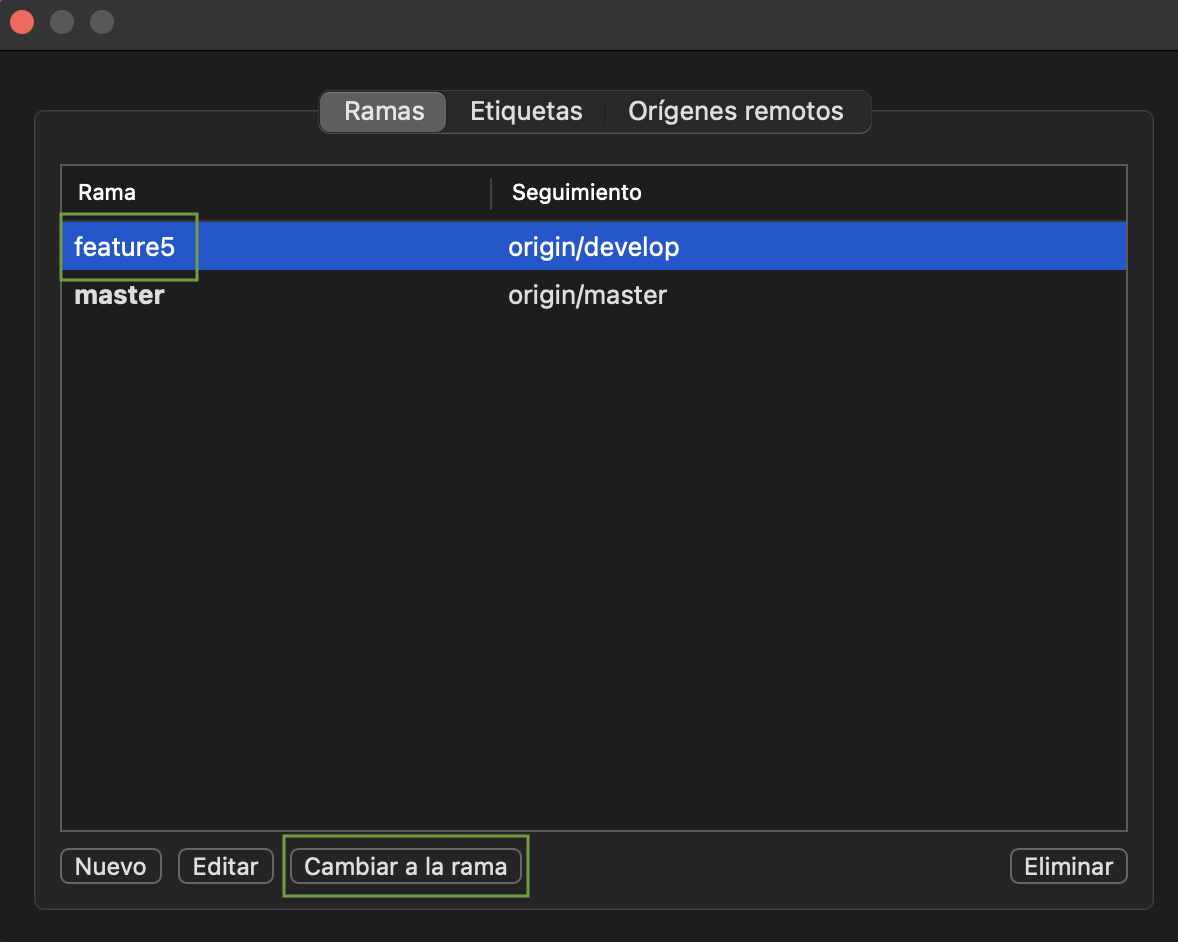 Ramas Etiquetas Orígenes remotos
Rama Seguimiento
feature5 origin/develop
master origin/master
Nuevo Editar Cambiar a la rama Eliminar